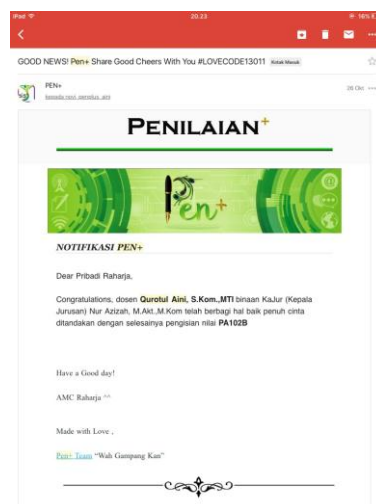 iPad
20.23
16%
GOOD NEWS! Pen+ Share Good Cheers With You #LOVECODE13011 Kotak Masuk
PEN+
26 Okt
kepada
PENILAIAN+
Pen+
NOTIFIKASI PEN+
Dear Pribadi Raharja,
Congratulations, dosen Qurotul Aini, S.Kom.,MTI binaan KaJur (Kepala
Jurusan) Nur Azizah, M.Akt.,M.Kom telah berbagi hal baik penuh cinta
ditandakan dengan selesainya pengisian nilai PA102B
Have a Good day!
AMC Raharja ^^
Made with Love ,
Pen+ Team “Wah Gampang Kan”